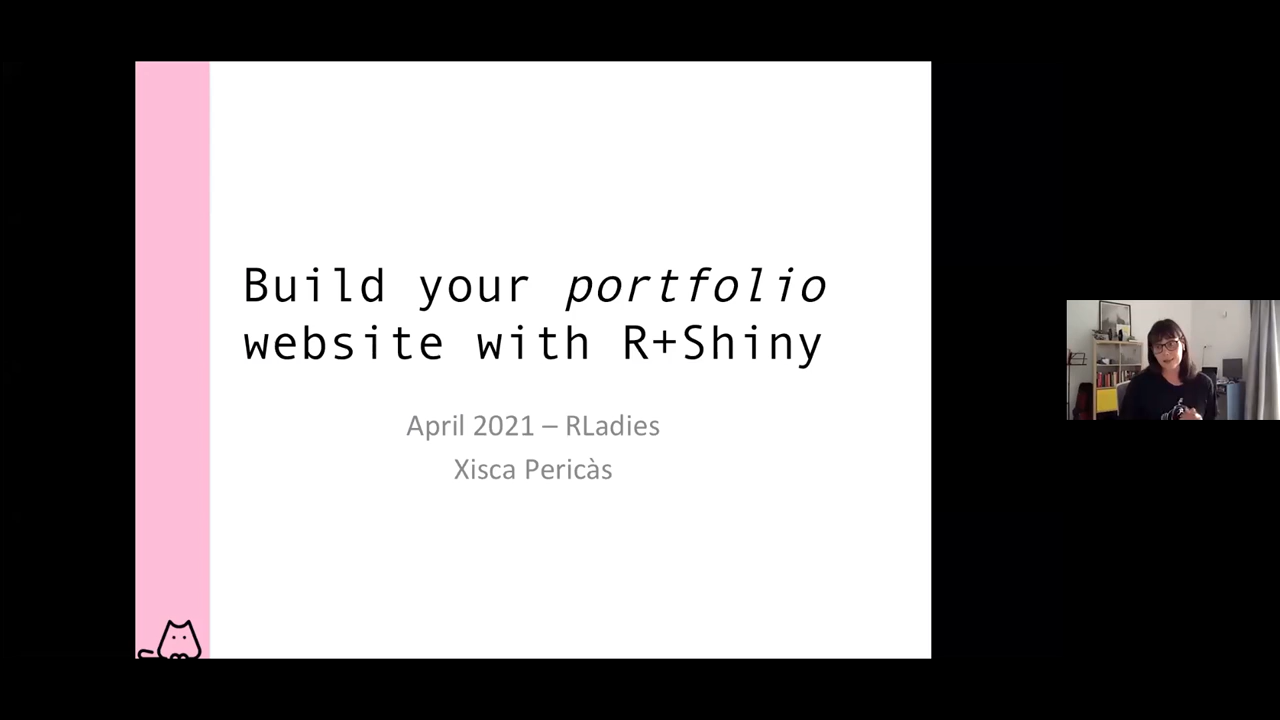 Build your portfolio
website with R+Shiny
April 2021 – RLadies
Xisca Pericàs